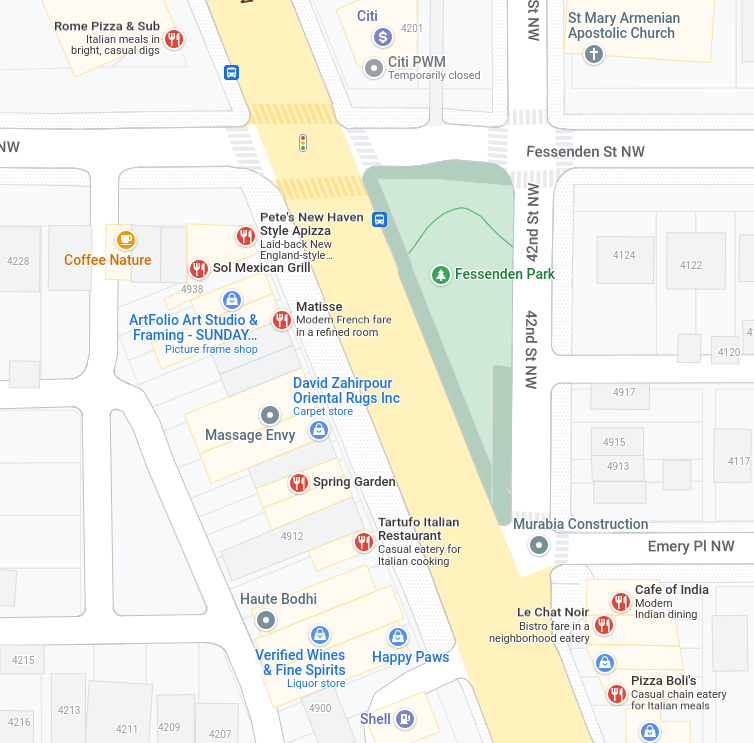 Rome Pizza & Sub
Italian meals in
bright, casual digs
Citi
4201
Citi PWM
Temporarily closed
St NW
St Mary Armenian
Apostolic Church
NW
Fessenden St NW
42nd St NW
Pete's New Haven
Style Apizza
Laid-back New
England-style...
4228
Coffee Nature
Sol Mexican Grill
4938
Fessenden Park
4124
4122
ArtFolio Art Studio &
Framing - SUNDAY...
Picture frame shop
Matisse
Modern French fare
in a refined room
42nd St NW
4120
David Zahirpour
Oriental Rugs Inc
Carpet store
4917
Massage Envy
4915
4913
4117
Spring Garden
4912
Tartufo Italian
Restaurant
Casual eatery for
Italian cooking
Murabia Construction
Emery Pl NW
Haute Bodhi
Cafe of India
Modern
Indian dining
Le Chat Noir
Bistro fare in a
neighborhood eatery
Verified Wines
& Fine Spirits
Liquor store
Happy Paws
4215
Pizza Boli's
Casual chain eatery
for Italian meals
4213
4216
4211
4209
4207
4900
Shell